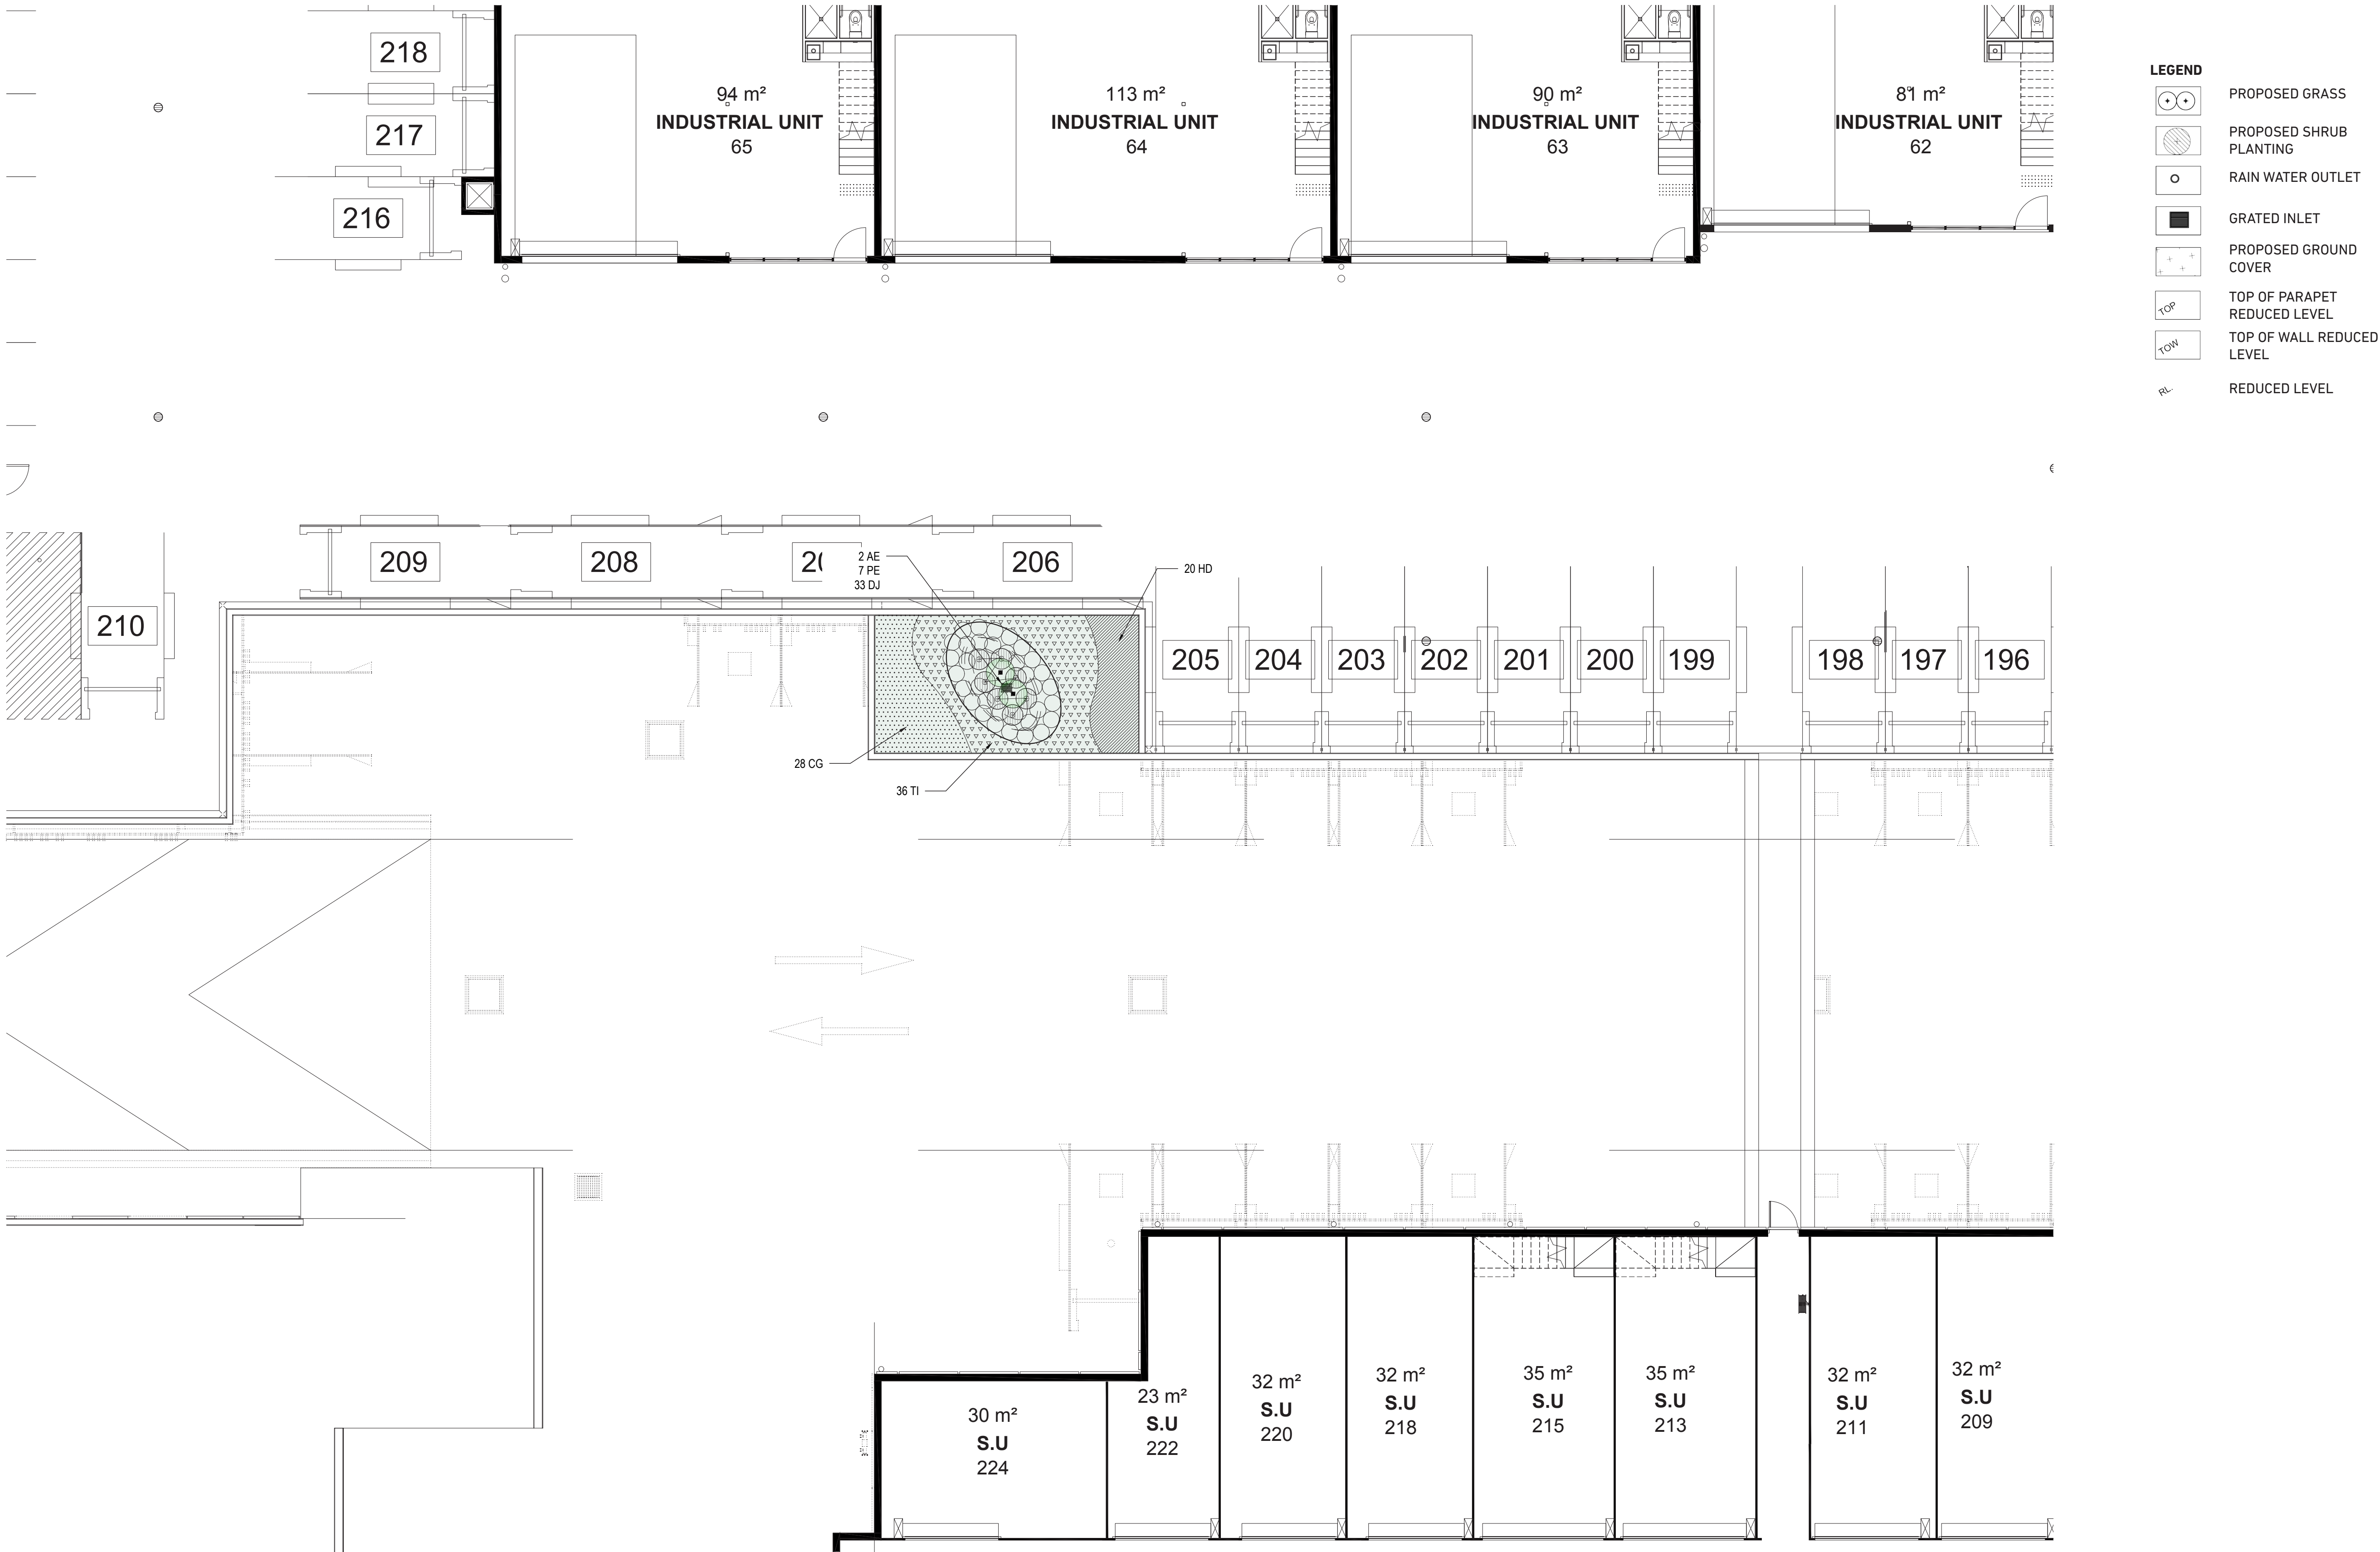 218
217
216
94 m²
INDUSTRIAL UNIT
65
113 m²
INDUSTRIAL UNIT
64
90 m²
INDUSTRIAL UNIT
63
81 m²
INDUSTRIAL UNIT
62
LEGEND
PROPOSED GRASS
PROPOSED SHRUB
PLANTING
RAIN WATER OUTLET
GRATED INLET
PROPOSED GROUND
COVER
TOP
TOP OF PARAPET
REDUCED LEVEL
TOW
TOP OF WALL REDUCED
LEVEL
RL.
REDUCED LEVEL
209
208
206
2 AE
7 PE
33 DJ
20 HD
210
205
204
203
202
201
200
199
198
197
196
28 CG
36 TI
30 m²
S.U
224
23 m²
S.U
222
32 m²
S.U
220
32 m²
S.U
218
35 m²
S.U
215
35 m²
S.U
213
32 m²
S.U
211
32 m²
S.U
209